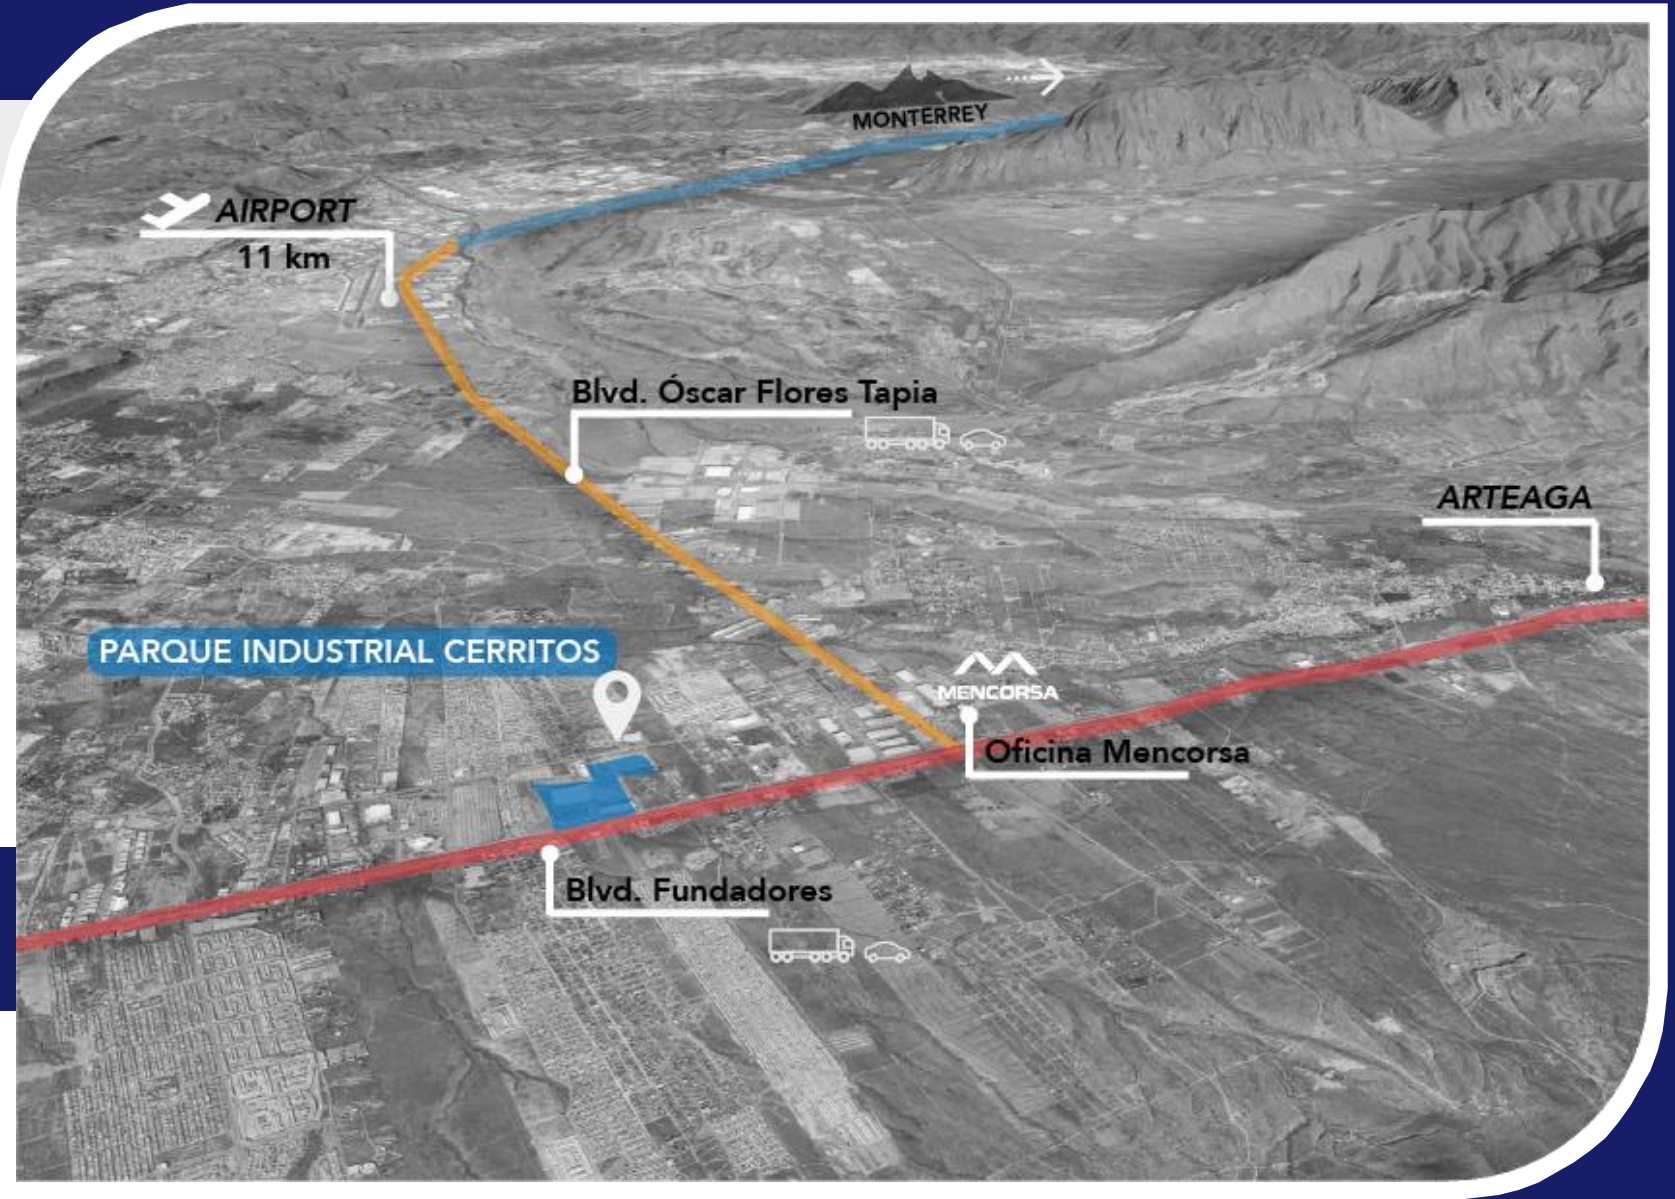 MONTERREY
AIRPORT
11 km
Blvd. Óscar Flores Tapia
ARTEAGA
PARQUE INDUSTRIAL CERRITOS
MENCORSA
Oficina Mencorsa
Blvd. Fundadores